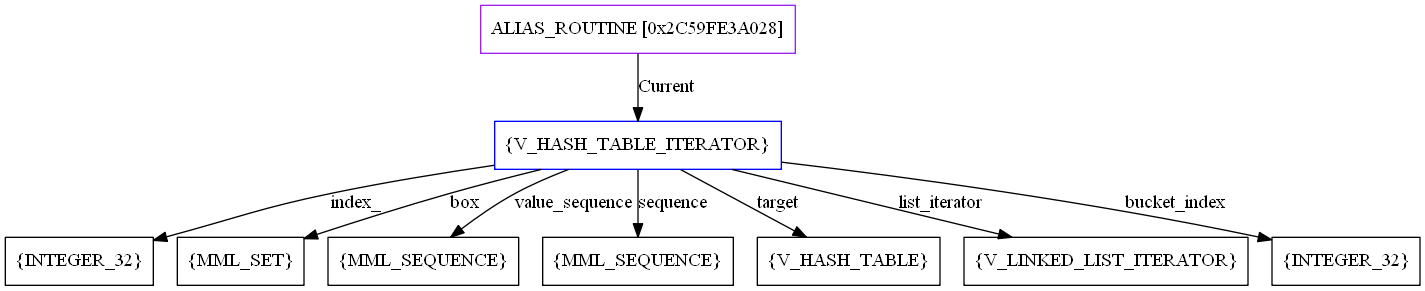 ALIAS_ROUTINE [0x2C59FE3A028]
Current
{V_HASH_TABLE_ITERATOR}
index_
box
value_sequence
sequence
target
list_iterator
bucket_index
{INTEGER_32}
{MML_SET}
{MML_SEQUENCE}
{MML_SEQUENCE}
{V_HASH_TABLE}
{V_LINKED_LIST_ITERATOR}
{INTEGER_32}